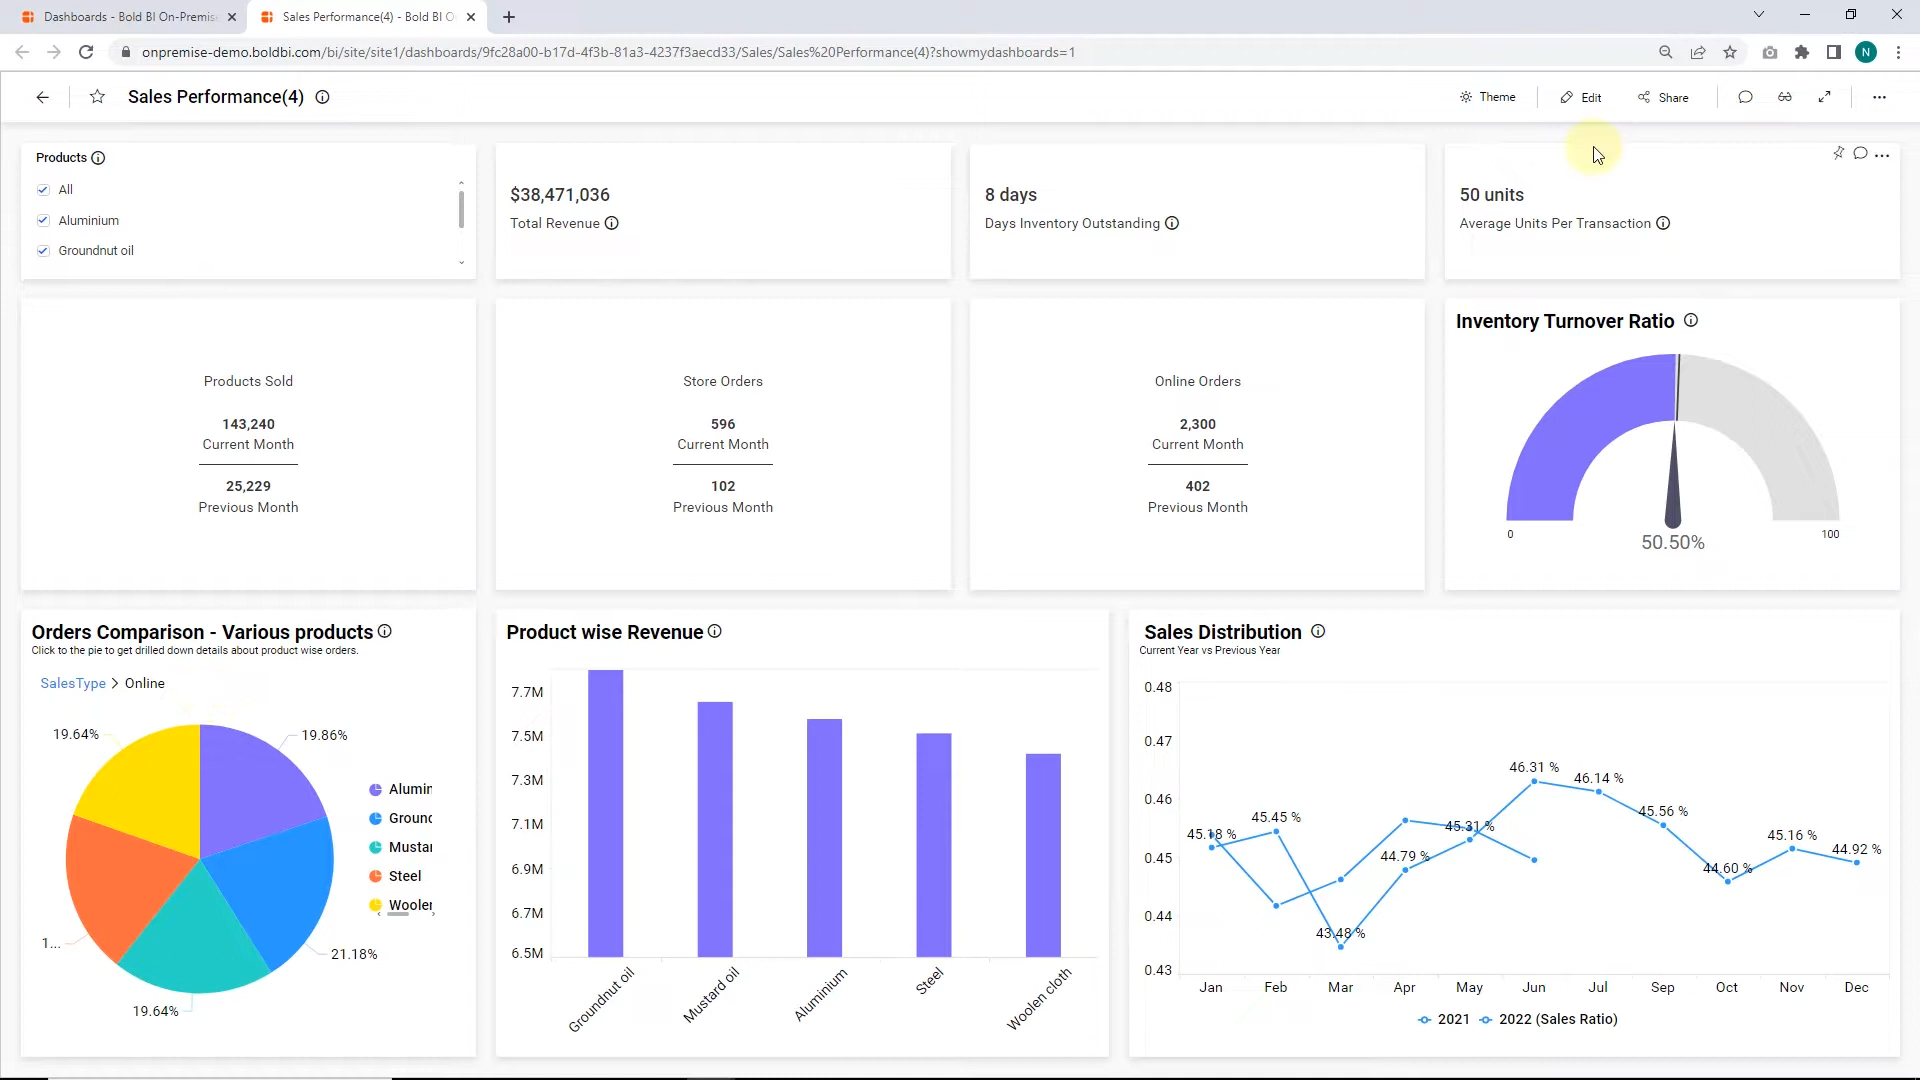 Dashboards - Bold BI On-Premis
Sales Performance(4) - Bold BI O
onpremise-demo.boldbi.com/bi/site/site1/dashboards/9fc28a00-b17d-4f3b-81a3-4237f3aecd33/Sales/Sales%20Performance(4)?showmydashboards=1
N
Sales Performance(4)
Theme
Edit
Share
Products
All
Aluminium
Groundnut oil
$38,471,036
Total Revenue
8 days
Days Inventory Outstanding
50 units
Average Units Per Transaction
Products Sold
143,240
Current Month
25,229
Previous Month
Store Orders
596
Current Month
102
Previous Month
Online Orders
2,300
Current Month
402
Previous Month
Inventory Turnover Ratio
0
100
50.50%
Orders Comparison - Various products
Click to the pie to get drilled down details about product wise orders.
SalesType > Online
19.64%
19.86%
1...
21.18%
19.64%
Alumin
Ground
Mustar
Steel
Woolen
Product wise Revenue
7.7M
7.5M
7.3M
7.1M
6.9M
6.7M
6.5M
Groundnut oil
Mustard oil
Aluminium
Steel
Woolen cloth
Sales Distribution
Current Year vs Previous Year
0.48
0.47
0.46
0.45
0.44
0.43
45.18 %
45.45 %
43.48 %
44.79 %
45.31 %
46.31 %
46.14 %
45.56 %
44.60 %
45.16 %
44.92 %
Jan Feb Mar Apr May Jun Jul Sep Oct Nov Dec
2021 2022 (Sales Ratio)